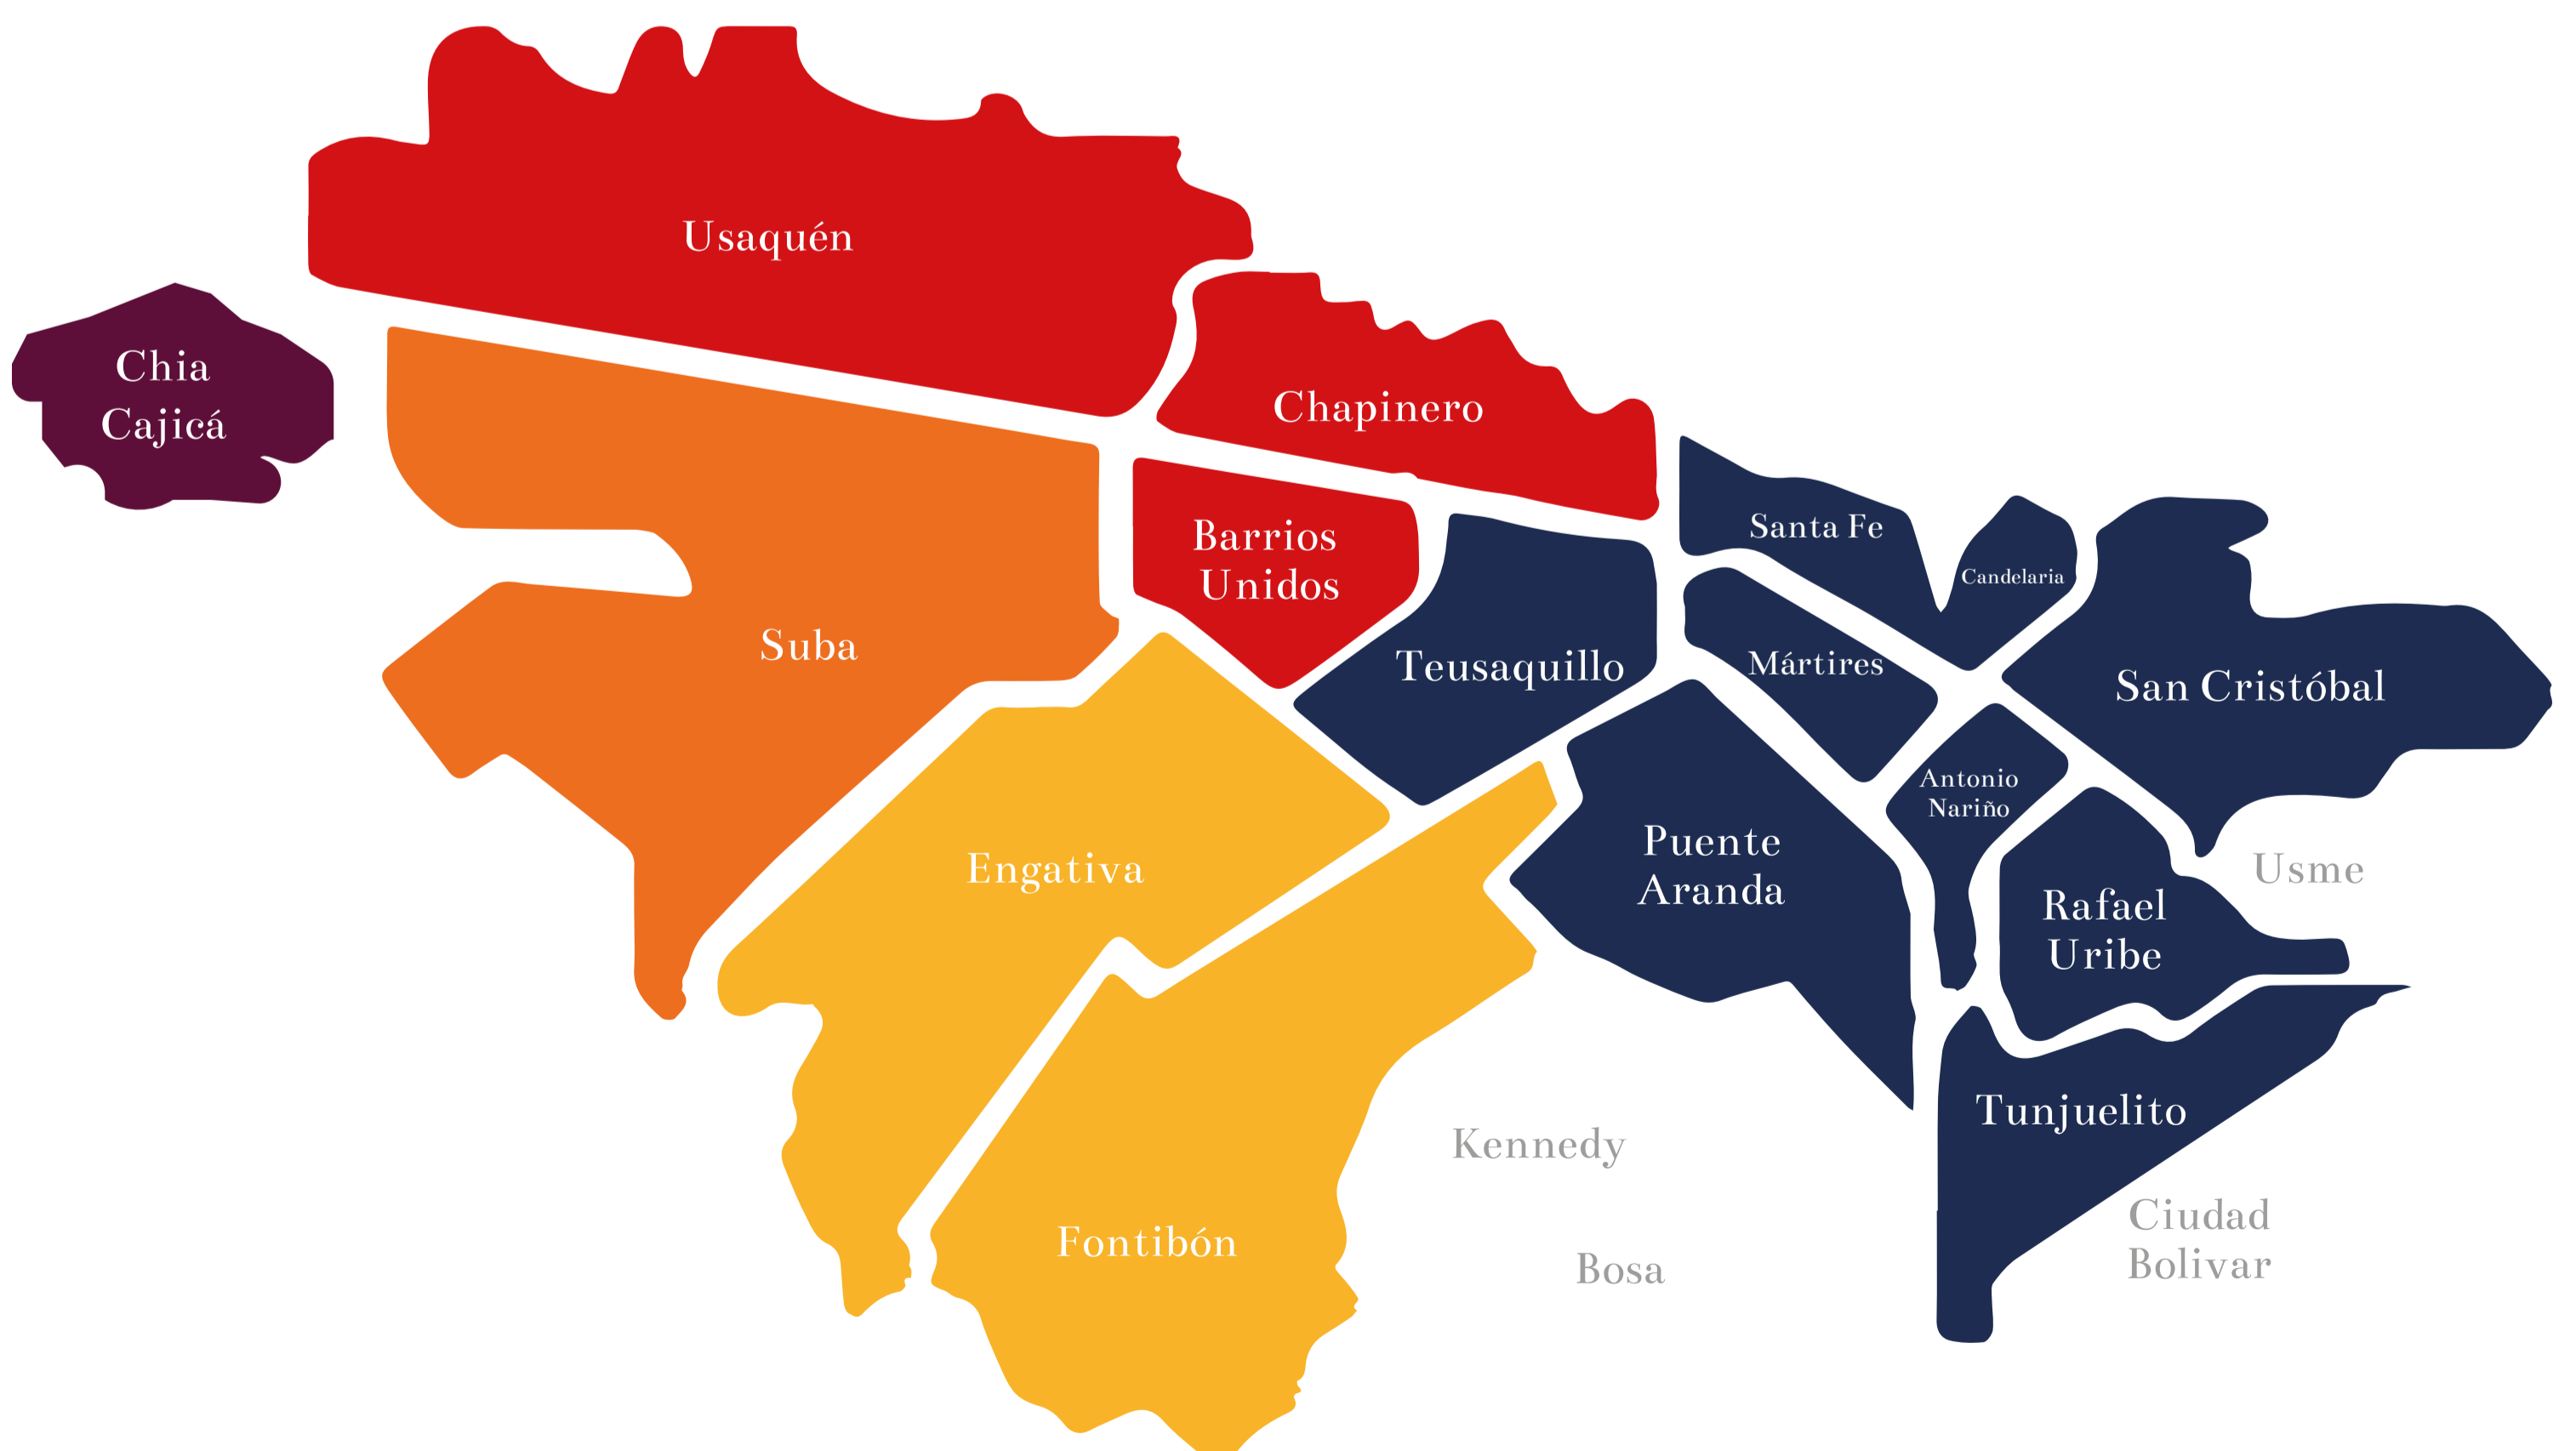 Usaquén
Chia
Cajicá
Chapinero
Santa Fe
Candelaria
Barrios
Unidos
Suba
Teusaquillo
Mártires
San Cristóbal
Antonio
Nariño
Engativa
Puente
Aranda
Usme
Rafael
Uribe
Tunjuelito
Kennedy
Fontibón
Bosa
Ciudad
Bolivar